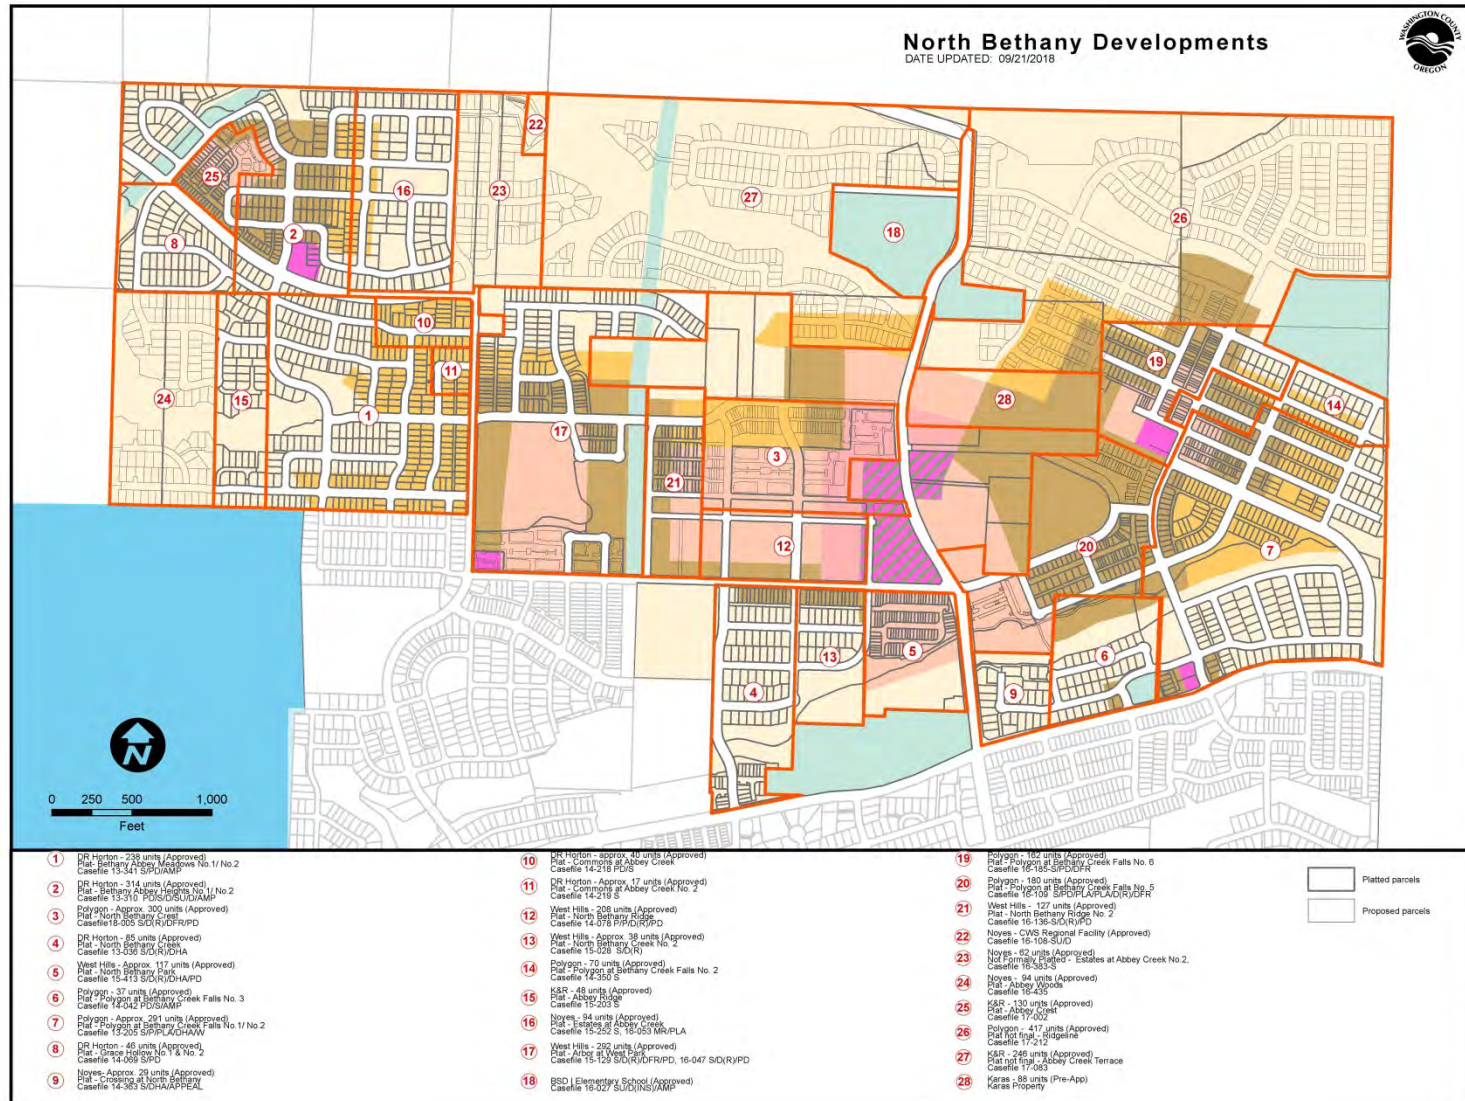 North Bethany Developments
DATE UPDATED: 09/21/2018
WASHINGTON COUNTY
OREGON
22
25
16
23
27
18
26
2
8
10
19
11
24
15
1
28
14
17
3
21
12
20
7
13
5
6
4
9
N
0 250 500 1,000
Feet
1 DR Horton - 238 units (Approved)
Plat- Bethany Abbey Meadows No.1/ No.2
Casefile 13-341 S/PD/AMP
2 DR Horton - 314 units (Approved)
Plat - Bethany Abbey Heights No.1/ No.2
Casefile 13-310 PD/S/D/SU/D/AMP
3 Polygon - Approx. 300 units (Approved)
Plat - North Bethany Crest
Casefile18-005 S/D(R)/DFR/PD
4 DR Horton - 85 units (Approved)
Plat - North Bethany Creek
Casefile 13-036 S/D(R)/DHA
5 West Hills - Approx. 117 units (Approved)
Plat - North Bethany Park
Casefile 15-413 S/D(R)/DHA/PD
6 Polygon - 37 units (Approved)
Plat - Polygon at Bethany Creek Falls No. 3
Casefile 14-042 PD/S/AMP
7 Polygon - Approx. 291 units (Approved)
Plat - Polygon at Bethany Creek Falls No.1/ No.2
Casefile 13-205 S/P/PLA/DHA/W
8 DR Horton - 46 units (Approved)
Plat - Grace Hollow No.1 & No. 2
Casefile 14-069 S/PD
9 Noyes- Approx. 29 units (Approved)
Plat - Crossing at North Bethany
Casefile 14-363 S/DHA/APPEAL
10 DR Horton - approx. 40 units (Approved)
Plat - Commons at Abbey Creek
Casefile 14-218 PD/S
11 DR Horton - Approx. 17 units (Approved)
Plat - Commons at Abbey Creek No. 2
Casefile 14-219 S
12 West Hills - 208 units (Approved)
Plat - North Bethany Ridge
Casefile 14-078 P/P/D(R)/PD
13 West Hills - Approx. 38 units (Approved)
Plat - North Bethany Creek No. 2
Casefile 15-028 S/D(R)
14 Polygon - 70 units (Approved)
Plat - Polygon at Bethany Creek Falls No. 2
Casefile 14-350 S
15 K&R - 48 units (Approved)
Plat - Abbey Ridge
Casefile 15-203 S
16 Noyes - 94 units (Approved)
Plat - Estates at Abbey Creek
Casefile 15-252 S, 16-053 MR/PLA
17 West Hills - 292 units (Approved)
Plat - Arbor at West Park
Casefile 15-129 S/D(R)/DFR/PD, 16-047 S/D(R)/PD
18 BSD | Elementary School (Approved)
Casefile 16-027 SU/D(INS)/AMP
19 Polygon - 162 units (Approved)
Plat - Polygon at Bethany Creek Falls No. 6
Casefile 16-185-S/PD/DFR
20 Polygon - 180 units (Approved)
Plat - Polygon at Bethany Creek Falls No. 5
Casefile 16-109 S/PD/PLA/PLA/D(R)/DFR
21 West Hills - 127 units (Approved)
Plat - North Bethany Ridge No. 2
Casefile 16-136-S/D(R)/PD
22 Noyes - CWS Regional Facility (Approved)
Casefile 16-108-SU/D
23 Noyes - 62 units (Approved)
Not Formally Platted - Estates at Abbey Creek No.2,
Casefile 16-383-S
24 Noyes - 94 units (Approved)
Plat - Abbey Woods
Casefile 16-435
25 K&R - 130 units (Approved)
Plat - Abbey Crest
Casefile 17-002
26 Polygon - 417 units (Approved)
Plat not final - Ridgeline
Casefile 17-212
27 K&R - 246 units (Approved)
Plat not final - Abbey Creek Terrace
Casefile 17-083
28 Karas - 88 units (Pre-App)
Karas Property
Platted parcels
Proposed parcels